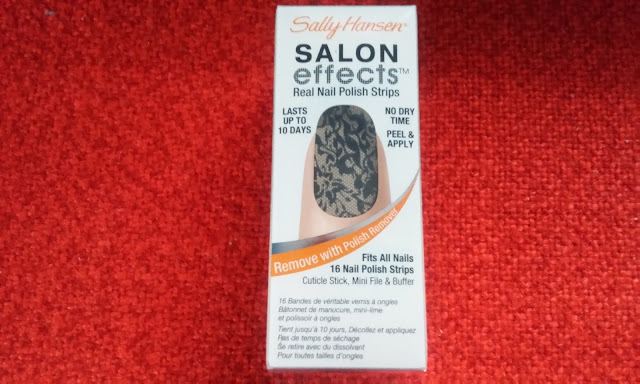 Sally Hansen®
SALON
effects™
Real Nail Polish Strips
LASTS
UP TO
10 DAYS
NO DRY
TIME
PEEL &
APPLY
Remove with Polish Remover
Fits All Nails
16 Nail Polish Strips
Cuticle Stick, Mini File & Buffer
16 Bandes de véritable vernis à ongles
Bâtonnet de manucure, mini-lime
et polissoir à ongles
Tient jusqu'à 10 jours, Décollez et appliquez
Pas de temps de séchage
Se retire avec du dissolvant
Pour toutes tailles d'ongles